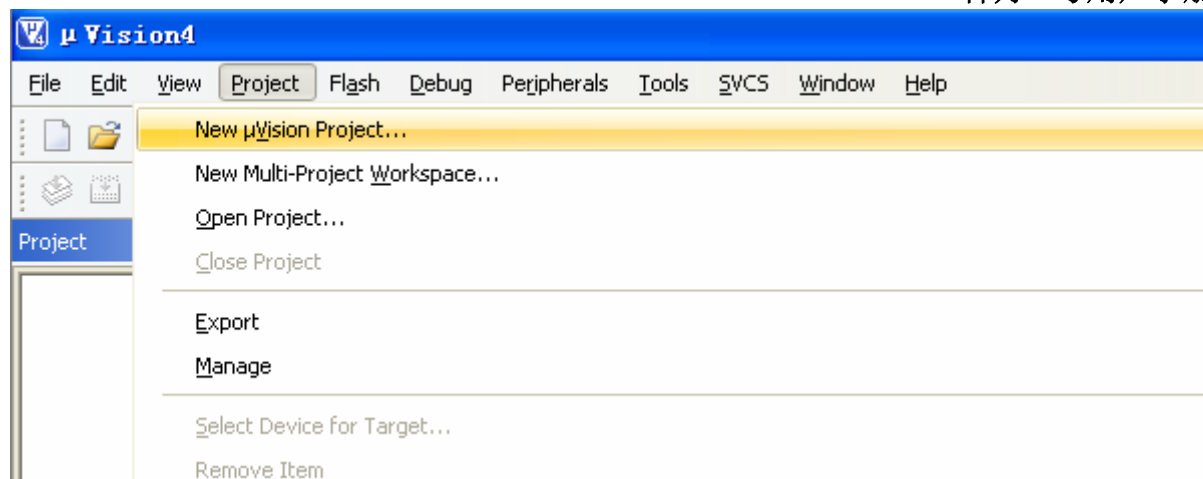 μ Vision4
File Edit View Project Flash Debug Peripherals Tools SVCS Window Help
New μVision Project...
New Multi-Project Workspace...
Open Project...
Project
Close Project
Export
Manage
Select Device for Target...
Remove Item